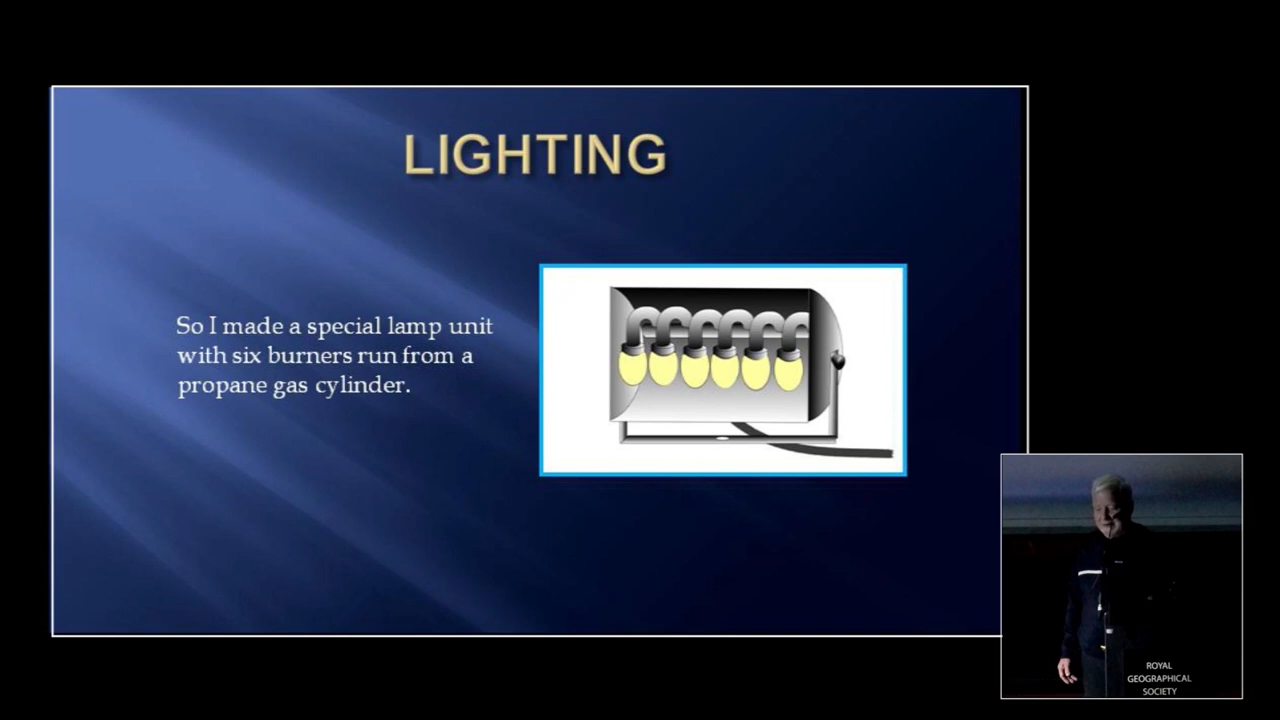 LIGHTING
So I made a special lamp unit
with six burners run from a
propane gas cylinder.
ROYAL
GEOGRAPHICAL
SOCIETY